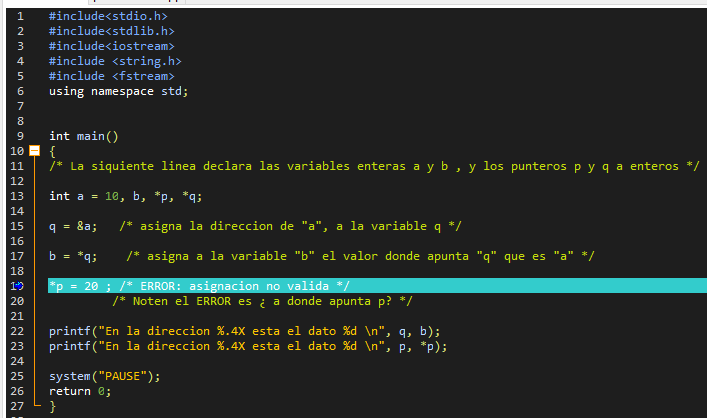 1 #include<stdio.h>
2 #include<stdlib.h>
3 #include<iostream>
4 #include <string.h>
5 #include <fstream>
6 using namespace std;
7
8
9 int main()
10 {
11 /* La siquiente linea declara las variables enteras a y b , y los punteros p y q a enteros */
12
13 int a = 10, b, *p, *q;
14
15 q = &a; /* asigna la direccion de "a", a la variable q */
16
17 b = *q; /* asigna a la variable "b" el valor donde apunta "q" que es "a" */
18
19 *p = 20 ; /* ERROR: asignacion no valida */
20 /* Noten el ERROR es ¿ a donde apunta p? */
21
22 printf("En la direccion %.4X esta el dato %d \n", q, b);
23 printf("En la direccion %.4X esta el dato %d \n", p, *p);
24
25 system("PAUSE");
26 return 0;
27 }